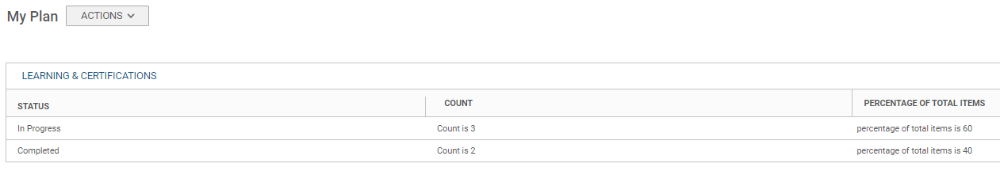 My Plan ACTIONS
LEARNING & CERTIFICATIONS
STATUS COUNT PERCENTAGE OF TOTAL ITEMS
In Progress Count is 3 percentage of total items is 60
Completed Count is 2 percentage of total items is 40